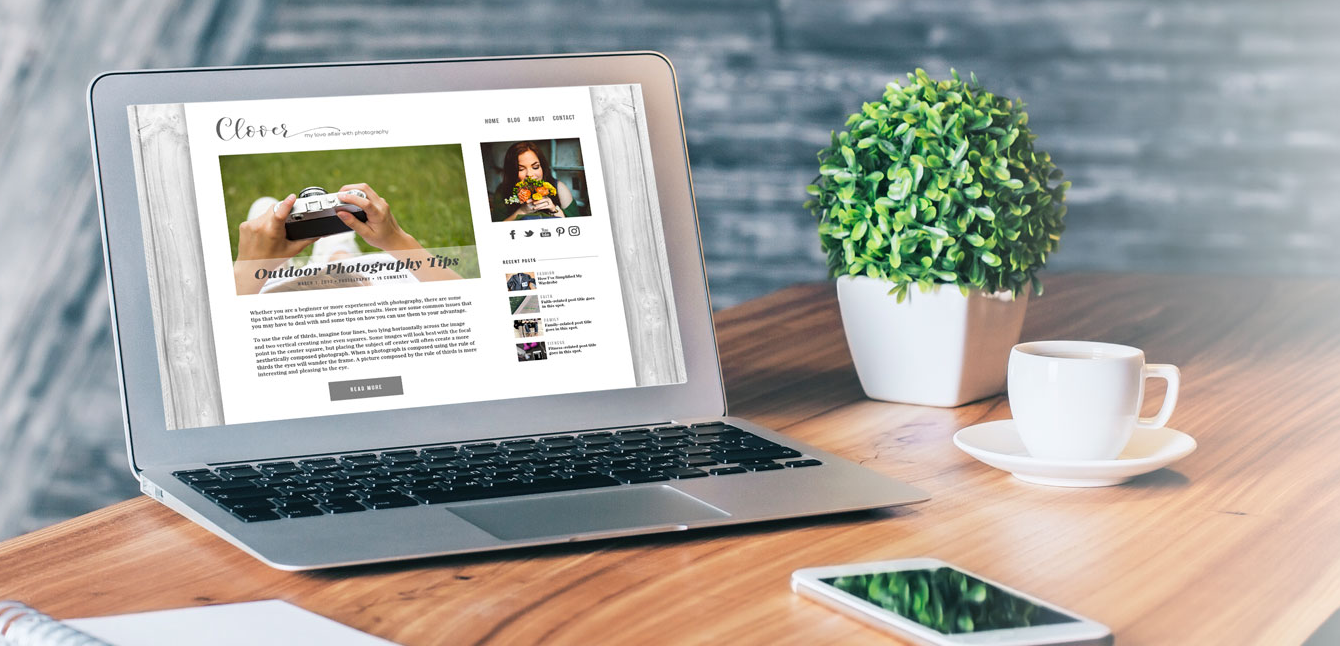 Clover my love affair with photography
HOME BLOG ABOUT CONTACT
Outdoor Photography Tips
MARCH 1, 2017 • PHOTOGRAPHY • 18 COMMENTS
Whether you are a beginner or more experienced with photography, there are some
tips that will benefit you and give you better results. Here are some common issues that
you may have to deal with and some tips on how you can use them to your advantage.
To use the rule of thirds, imagine four lines, two lying horizontally across the image
and two vertical creating nine even squares. Some images will look best with the focal
point in the center square, but placing the subject off center will often create a more
aesthetically composed photograph. When a photograph is composed using the rule of
thirds the eyes will wander the frame. A picture composed by the rule of thirds is more
interesting and pleasing to the eye.
READ MORE
You
Tube
RECENT POSTS
FASHION
How I've Simplified My
Wardrobe
FAITH
Faith-related post title goes
in this spot.
FAMILY
Family-related post title
goes in this spot.
FITNESS
Fitness-related post title
goes in this spot.